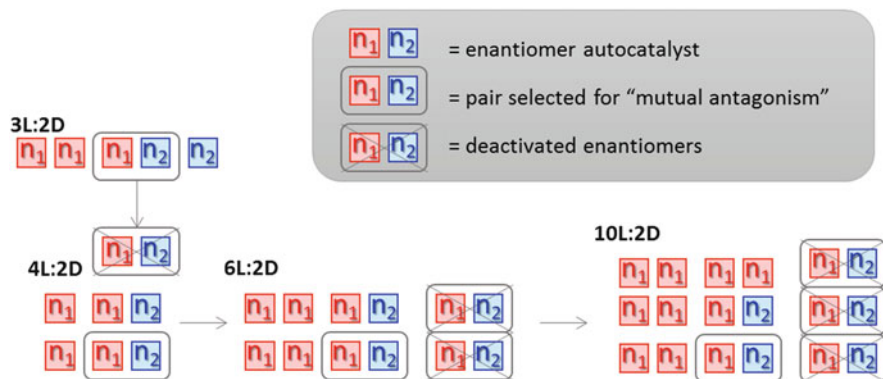 n1 n2 = enantiomer autocatalyst
n1 n2 = pair selected for “mutual antagonism”
n1 n2 = deactivated enantiomers
3L:2D
n1 n1 n1 n2 n2
n1 n2
4L:2D
n1 n1 n2
n1 n1 n2
6L:2D
n1 n1 n1 n2 n1 n2
n1 n1 n1 n2 n1 n2
10L:2D
n1 n1 n1 n1 n1 n2
n1 n1 n1 n2 n1 n2
n1 n1 n1 n2 n1 n2